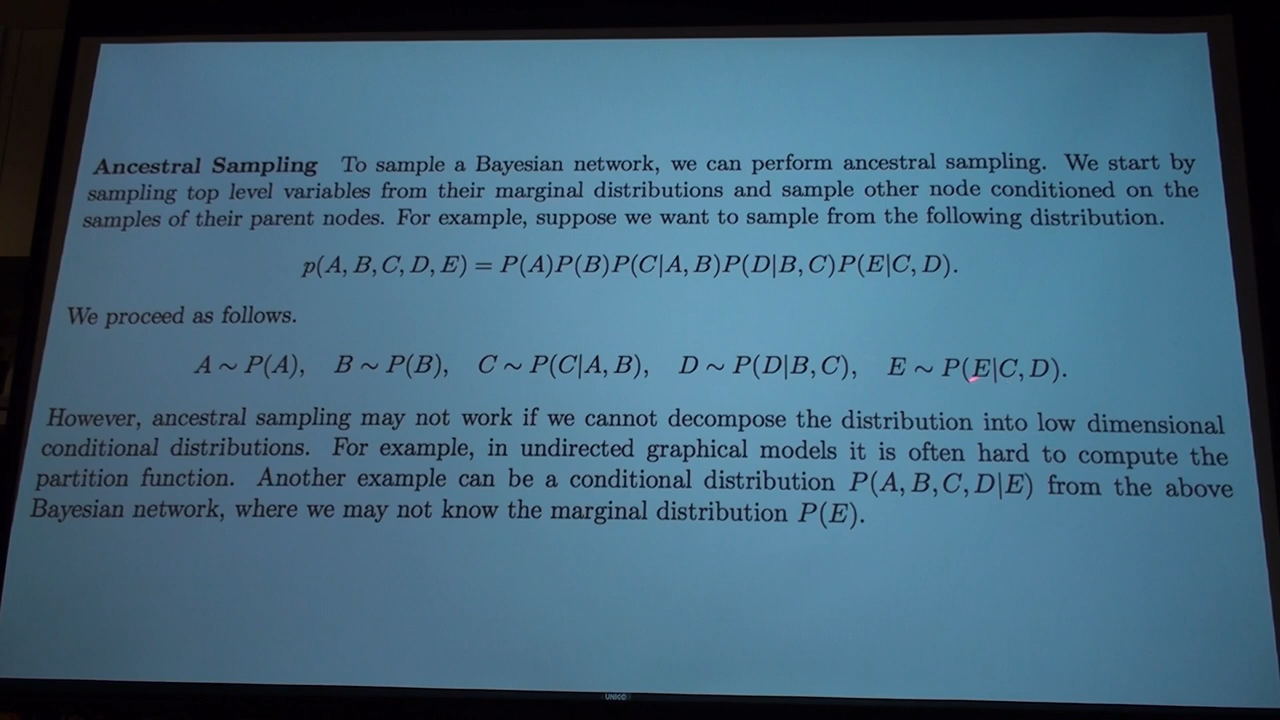 Ancestral Sampling To sample a Bayesian network, we can perform ancestral sampling. We start by
sampling top level variables from their marginal distributions and sample other node conditioned on the
samples of their parent nodes. For example, suppose we want to sample from the following distribution.
p(A, B, C, D, E) = P(A)P(B)P(C|A, B)P(D|B, C)P(E|C, D).
We proceed as follows.
A ~ P(A), B ~ P(B), C ~ P(C|A, B), D ~ P(D|B, C), E ~ P(E|C, D).
However, ancestral sampling may not work if we cannot decompose the distribution into low dimensional
conditional distributions. For example, in undirected graphical models it is often hard to compute the
partition function. Another example can be a conditional distribution P(A, B, C, D|E) from the above
Bayesian network, where we may not know the marginal distribution P(E).
UNICO